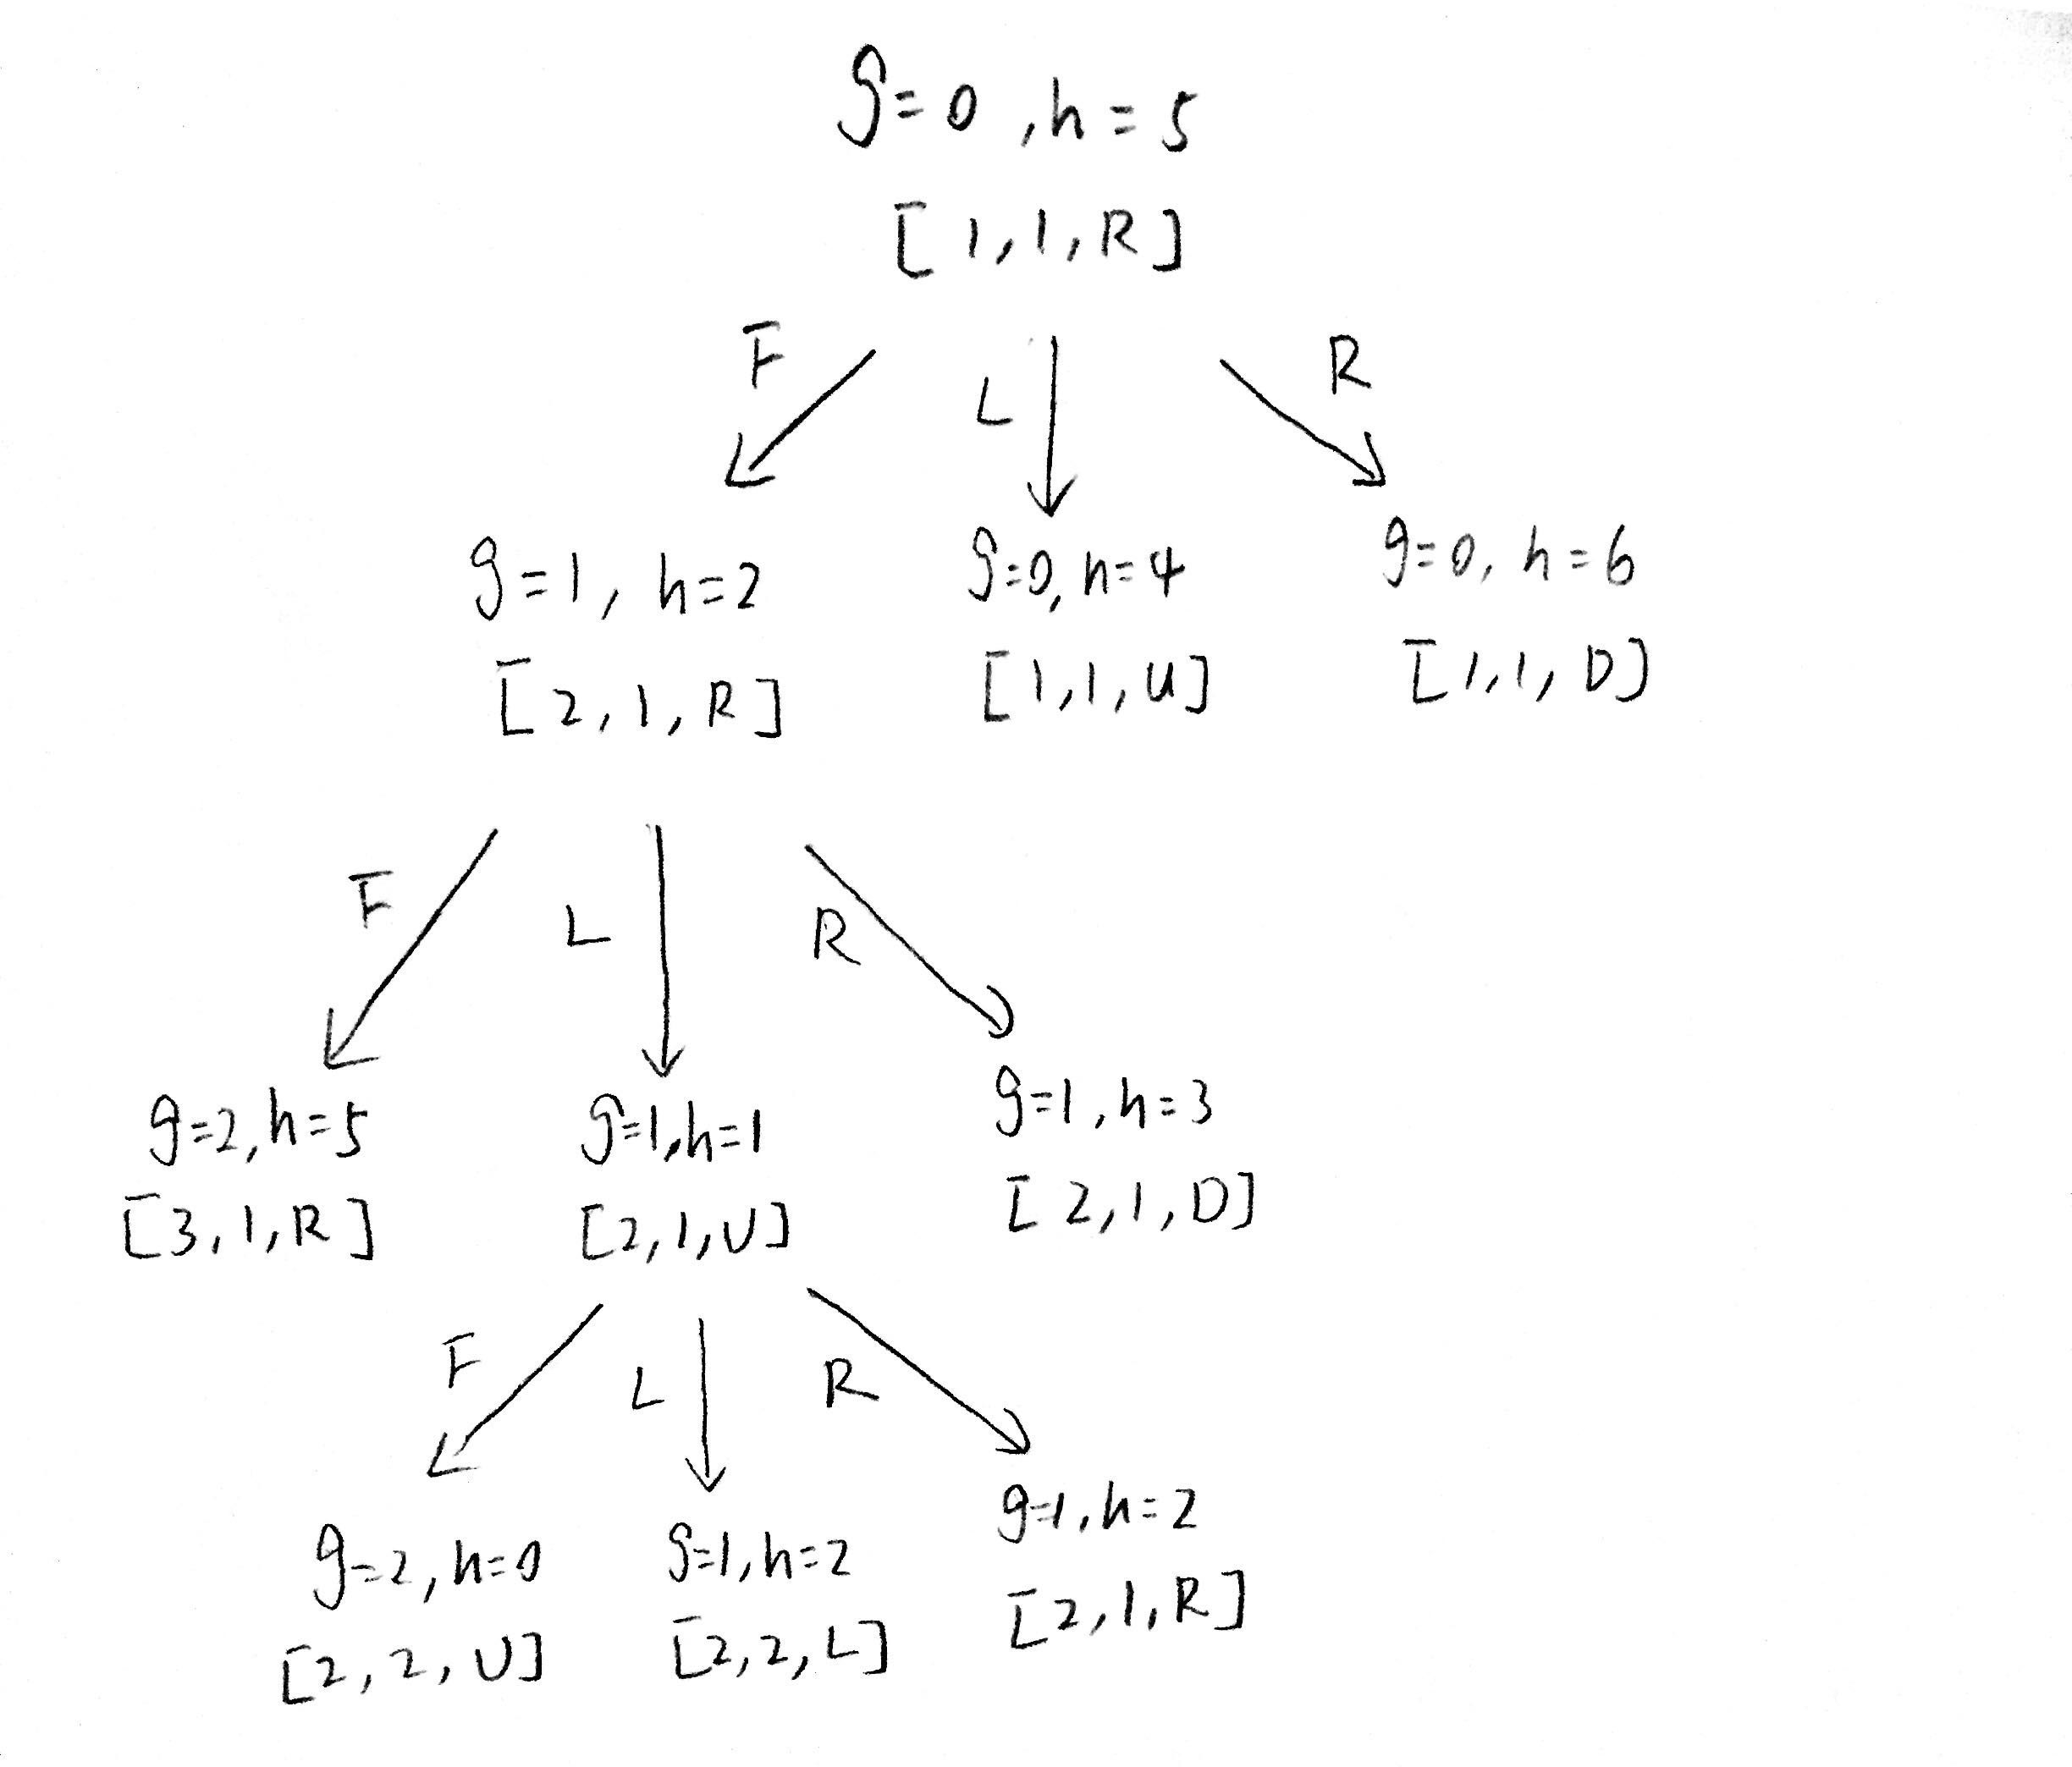 g=0, h=5
[1,1,R]
F L R
g=1, h=2
[2,1,R]
g=0, h=4
[1,1,U]
g=0, h=6
[1,1,D]
F L R
g=2, h=5
[3,1,R]
g=1, h=1
[2,1,U]
g=1, h=3
[2,1,D]
F L R
g=2, h=0
[2,2,U]
g=1, h=2
[2,2,L]
g=1, h=2
[2,1,R]